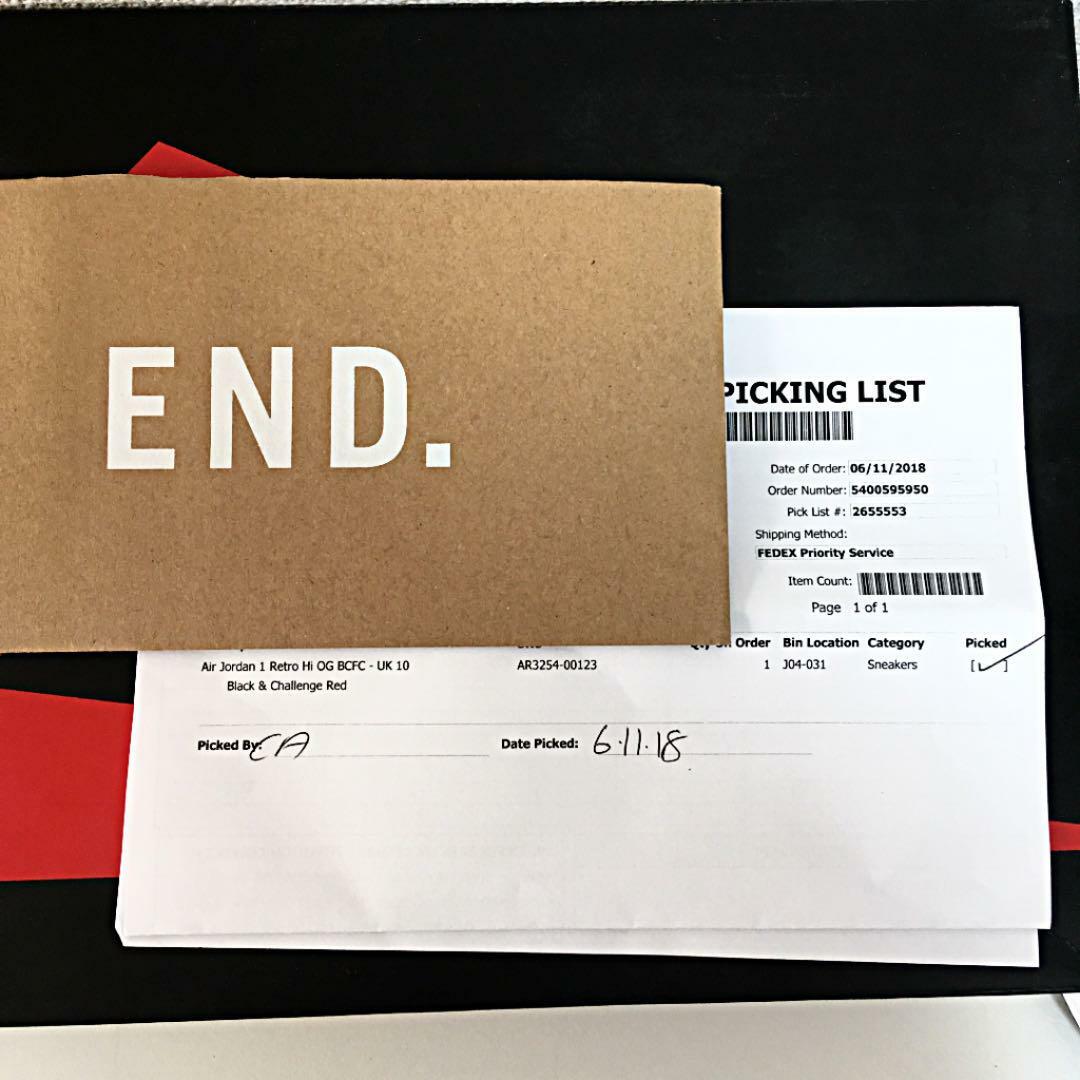 END.
PICKING LIST
Date of Order: 06/11/2018
Order Number: 5400595950
Pick List #: 2655553
Shipping Method:
FEDEX Priority Service
Item Count:
Page 1 of 1
Order Bin Location Category Picked
Air Jordan 1 Retro Hi OG BCFC - UK 10 AR3254-00123 1 J04-031 Sneakers [✓]
Black & Challenge Red
Picked By: CA Date Picked: 6.11.18